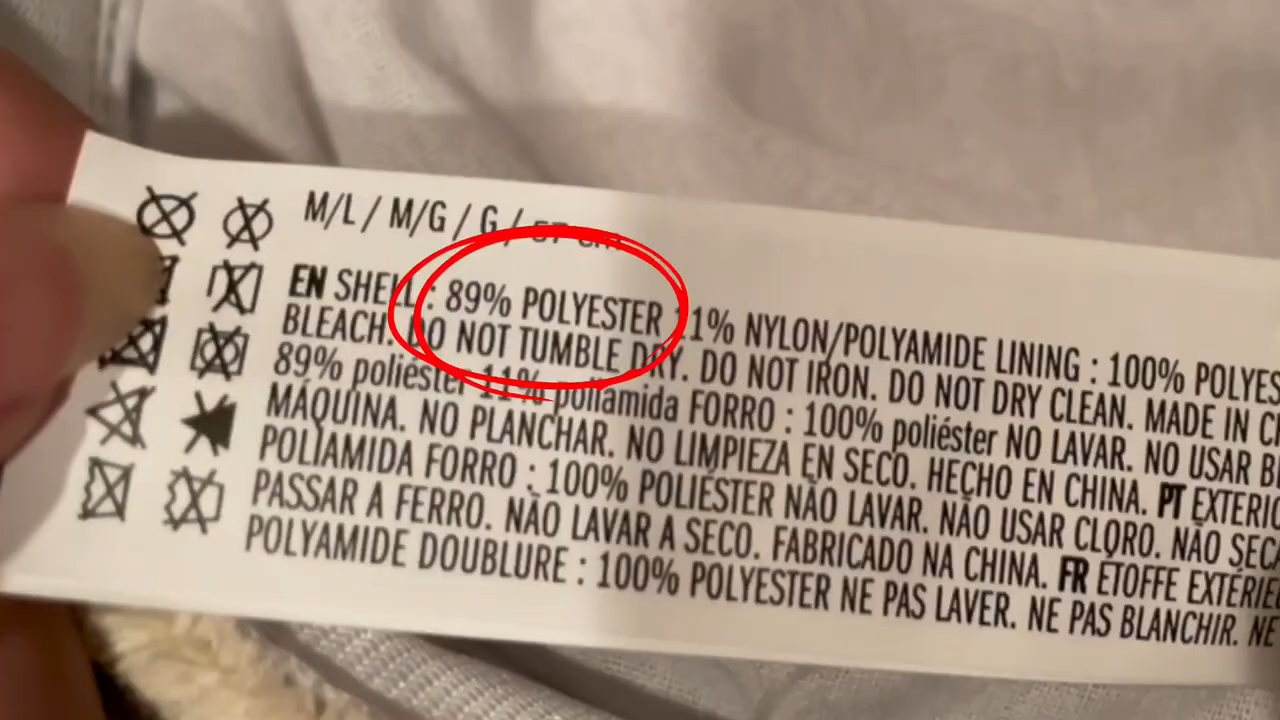 M/L / M/G / G / 57 cm
EN SHELL : 89% POLYESTER 11% NYLON/POLYAMIDE LINING : 100% POLYES
BLEACH. DO NOT TUMBLE DRY. DO NOT IRON. DO NOT DRY CLEAN. MADE IN C
89% poliéster 11% poliamida FORRO : 100% poliéster NO LAVAR. NO USAR B
MÁQUINA. NO PLANCHAR. NO LIMPIEZA EN SECO. HECHO EN CHINA. PT EXTERIO
POLIAMIDA FORRO : 100% POLIÉSTER NÃO LAVAR. NÃO USAR CLORO. NÃO SECA
PASSAR A FERRO. NÃO LAVAR A SECO. FABRICADO NA CHINA. FR ÉTOFFE EXTÉRIE
POLYAMIDE DOUBLURE : 100% POLYESTER NE PAS LAVER. NE PAS BLANCHIR. NE